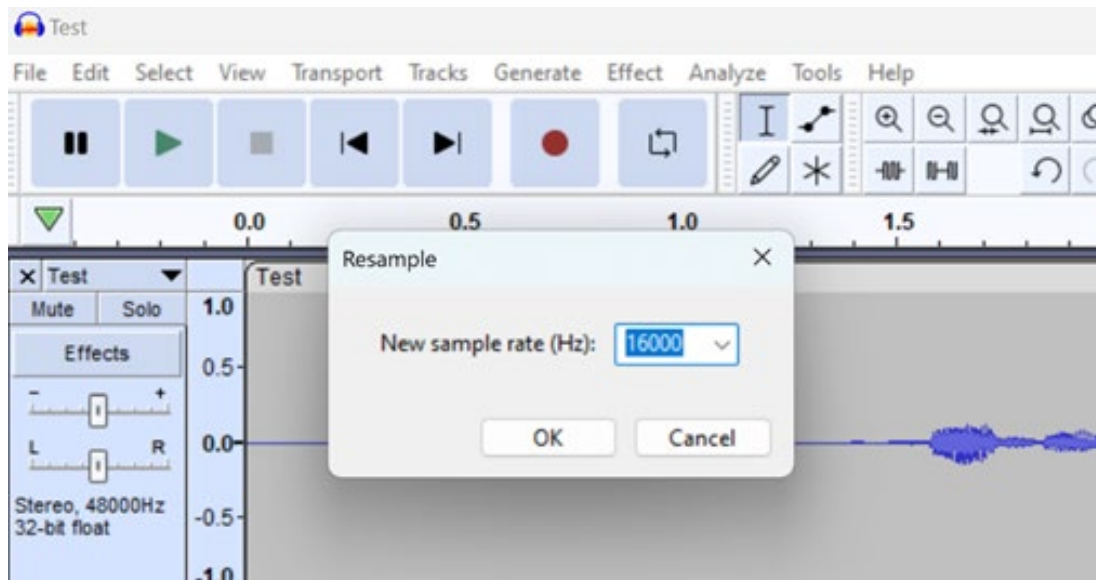 Test
File Edit Select View Transport Tracks Generate Effect Analyze Tools Help
0.0 0.5 1.0 1.5
Resample
New sample rate (Hz): 16000
OK Cancel
× Test
Mute Solo
Effects
- +
L R
Stereo, 48000Hz
32-bit float
1.0
0.5-
0.0-
-0.5-
-1.0
Test